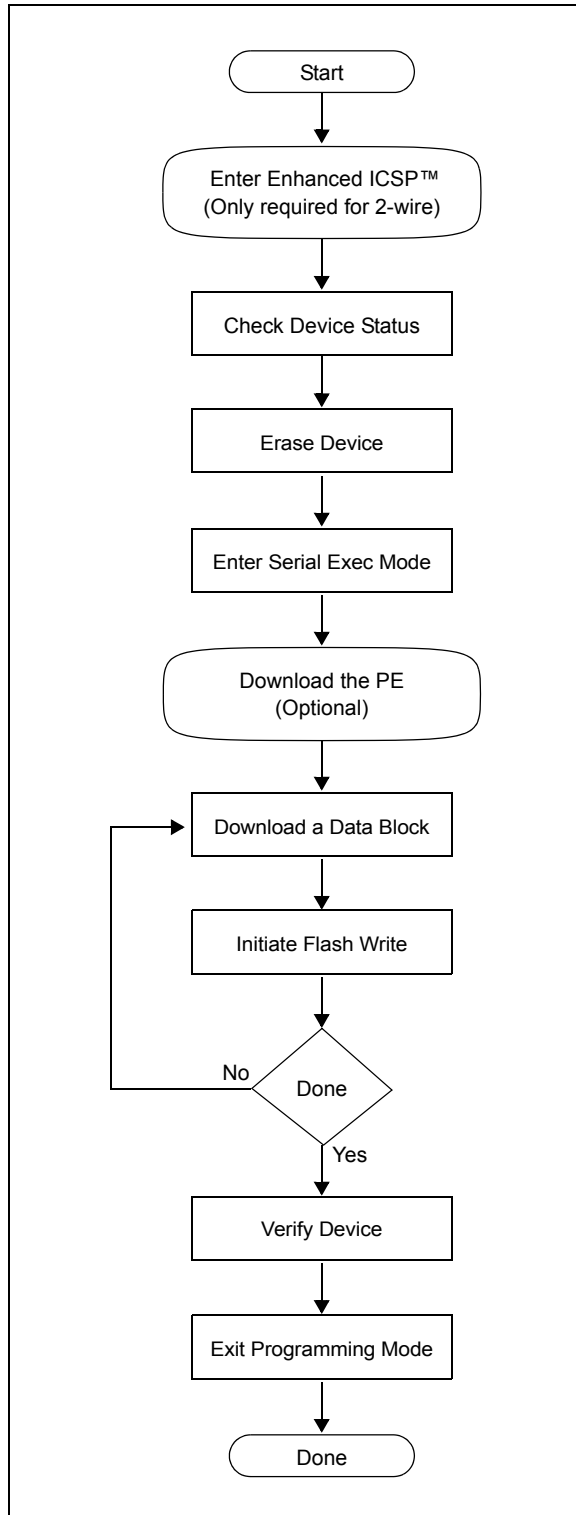 Start
Enter Enhanced ICSP™
(Only required for 2-wire)
Check Device Status
Erase Device
Enter Serial Exec Mode
Download the PE
(Optional)
Download a Data Block
Initiate Flash Write
No
Done
Yes
Verify Device
Exit Programming Mode
Done